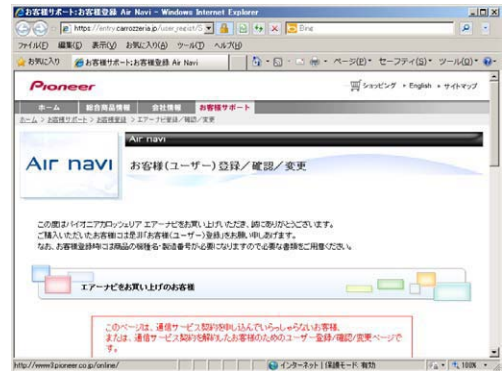 お客様サポート:お客様登録 Air Navi - Windows Internet Explorer
https://entry.carrozzeria.jp/user_regist/S
Bing
ファイル(F) 編集(E) 表示(V) お気に入り(A) ツール(T) ヘルプ(H)
お気に入り お客様サポート:お客様登録 Air Navi ページ(P) セーフティ(S) ツール(O)
Pioneer
ショッピング English サイトマップ
ホーム 総合商品情報 会社情報 お客様サポート
ホーム > お客様サポート > お客様登録 > エアーナビ登録/確認/変更
Air navi
Air navi お客様(ユーザー)登録/確認/変更
この度はパイオニアカロッツェリア エアーナビをお買い上げいただき、誠にありがとうございます。
ご購入いただいたお客様には是非「お客様(ユーザー)登録」をお願い申しあげます。
なお、お客様登録時には商品の機種名・製造番号が必要になりますので必要な書類をご用意ください。
エアーナビをお買い上げのお客様
このページは、通信サービス契約を申し込んでいらっしゃらないお客様、
または、通信サービス契約を解約したお客様のためのユーザー登録/確認/変更ページで
す。
http://www3.pioneer.co.jp/online/ インターネット | 保護モード: 有効 100%